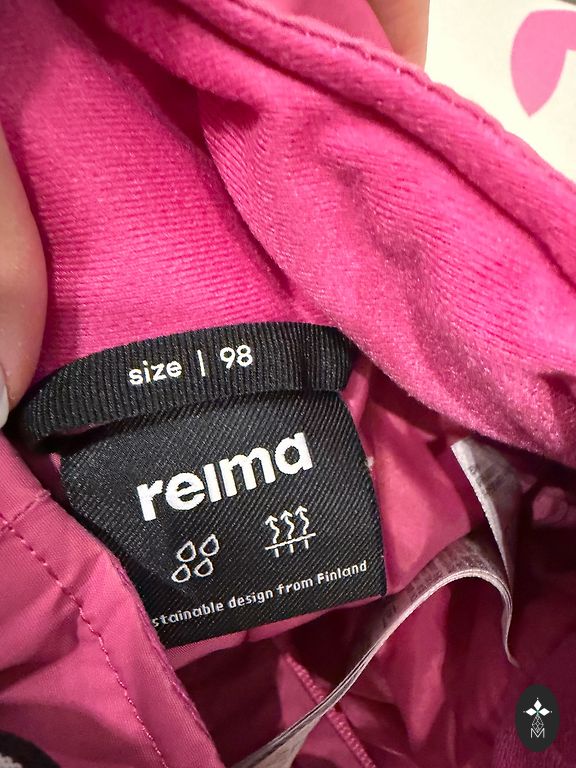 size | 98
reima
stainable design from Finland